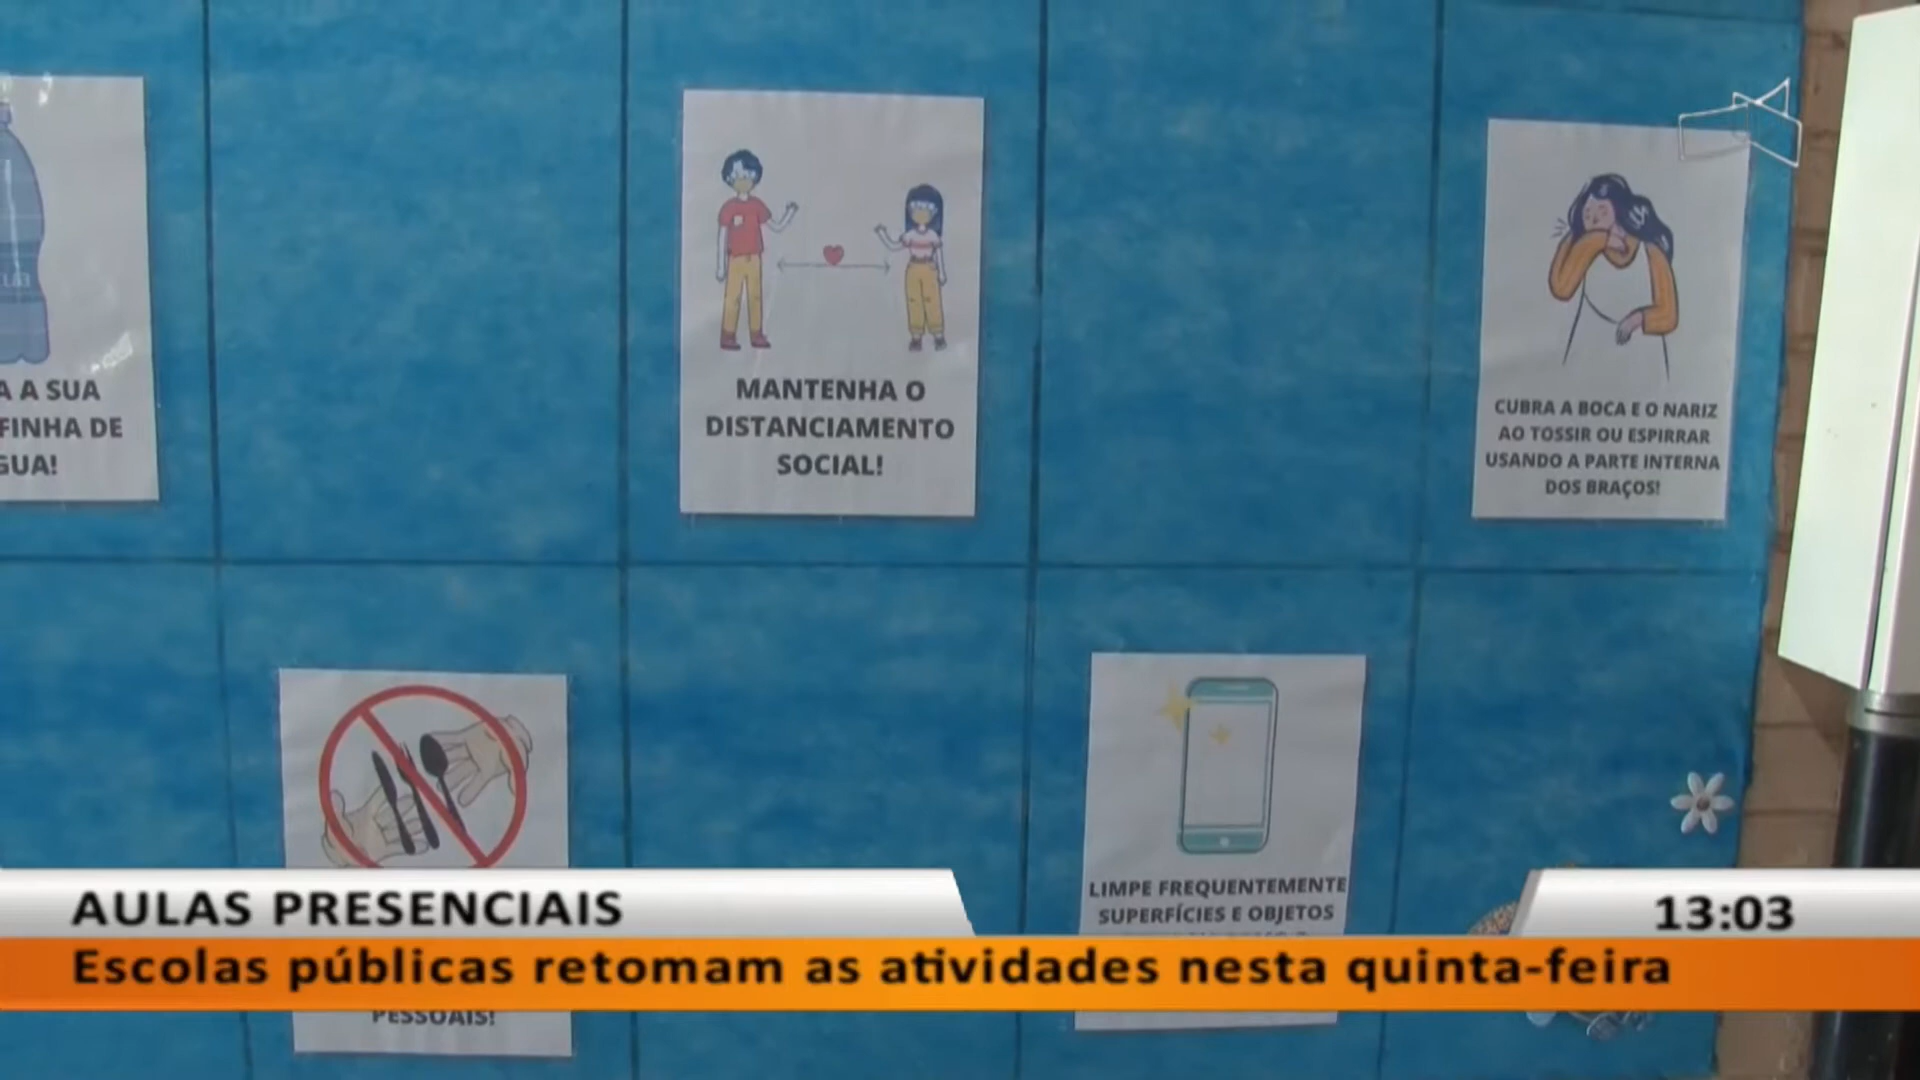 A SUA
FINHA DE
GUA!
MANTENHA O
DISTANCIAMENTO
SOCIAL!
CUBRA A BOCA E O NARIZ
AO TOSSIR OU ESPIRRAR
USANDO A PARTE INTERNA
DOS BRAÇOS!
LIMPE FREQUENTEMENTE
SUPERFÍCIES E OBJETOS
AULAS PRESENCIAIS
13:03
Escolas públicas retomam as atividades nesta quinta-feira
PESSOAIS!